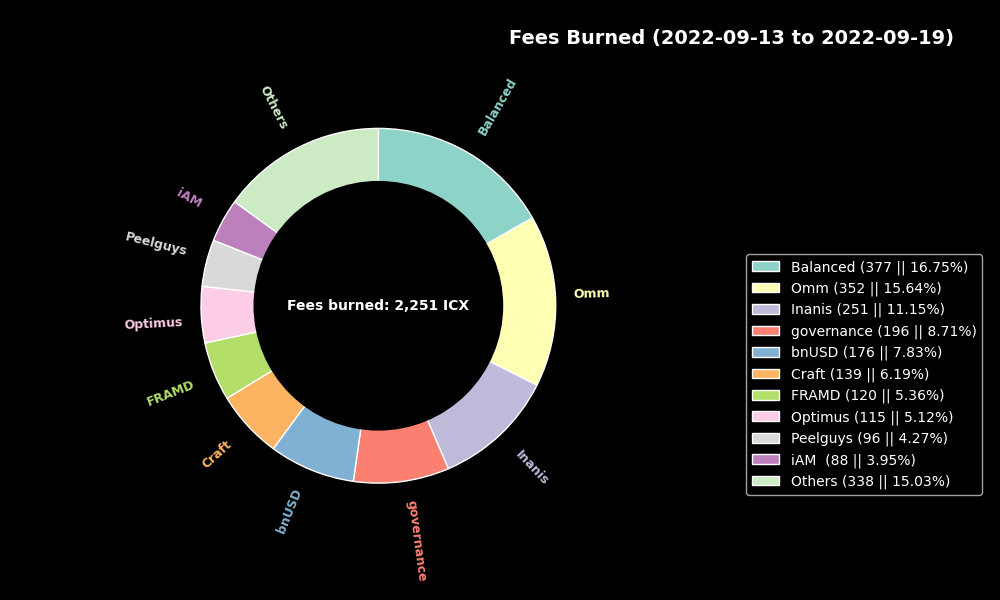 Fees Burned (2022-09-13 to 2022-09-19)
Balanced
Others
iAM
Peelguys
Omm
Fees burned: 2,251 ICX
Optimus
FRAMD
Craft
Inanis
bnUSD
governance
Balanced (377 || 16.75%)
Omm (352 || 15.64%)
Inanis (251 || 11.15%)
governance (196 || 8.71%)
bnUSD (176 || 7.83%)
Craft (139 || 6.19%)
FRAMD (120 || 5.36%)
Optimus (115 || 5.12%)
Peelguys (96 || 4.27%)
iAM  (88 || 3.95%)
Others (338 || 15.03%)